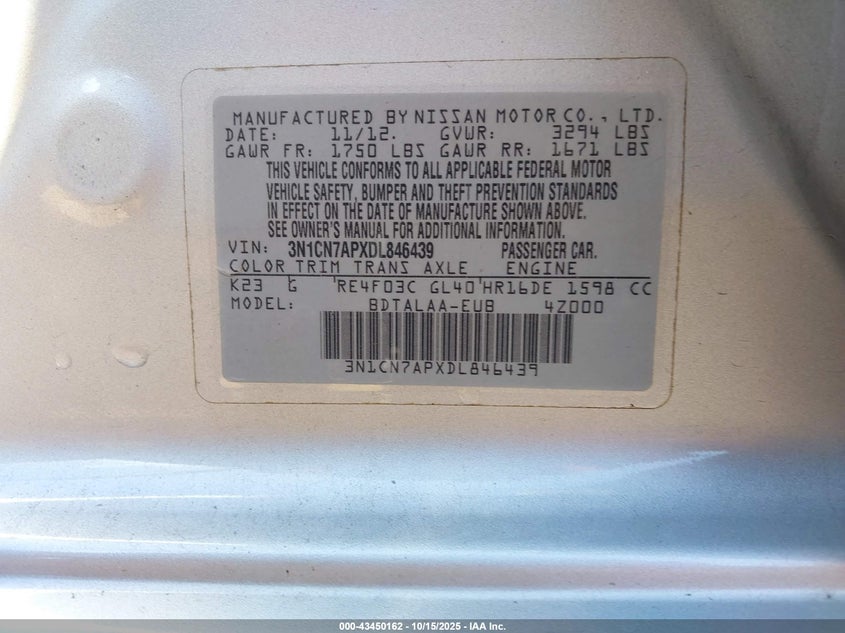 MANUFACTURED BY NISSAN MOTOR CO., LTD.
DATE: 11/12. GVWR: 3294 LBS
GAWR FR: 1750 LBS GAWR RR: 1671 LBS
THIS VEHICLE CONFORMS TO ALL APPLICABLE FEDERAL MOTOR
VEHICLE SAFETY, BUMPER AND THEFT PREVENTION STANDARDS
IN EFFECT ON THE DATE OF MANUFACTURE SHOWN ABOVE.
SEE OWNER'S MANUAL FOR ADDITIONAL INFORMATION.
VIN: 3N1CN7APXDL846439 PASSENGER CAR.
COLOR TRIM TRANS AXLE ENGINE
K23 G RE4F03C GL40 HR16DE 1598 CC
MODEL: BDTALAA-EUB 4Z000
3N1CN7APXDL846439
000-43450162 - 10/15/2025 - IAA Inc.